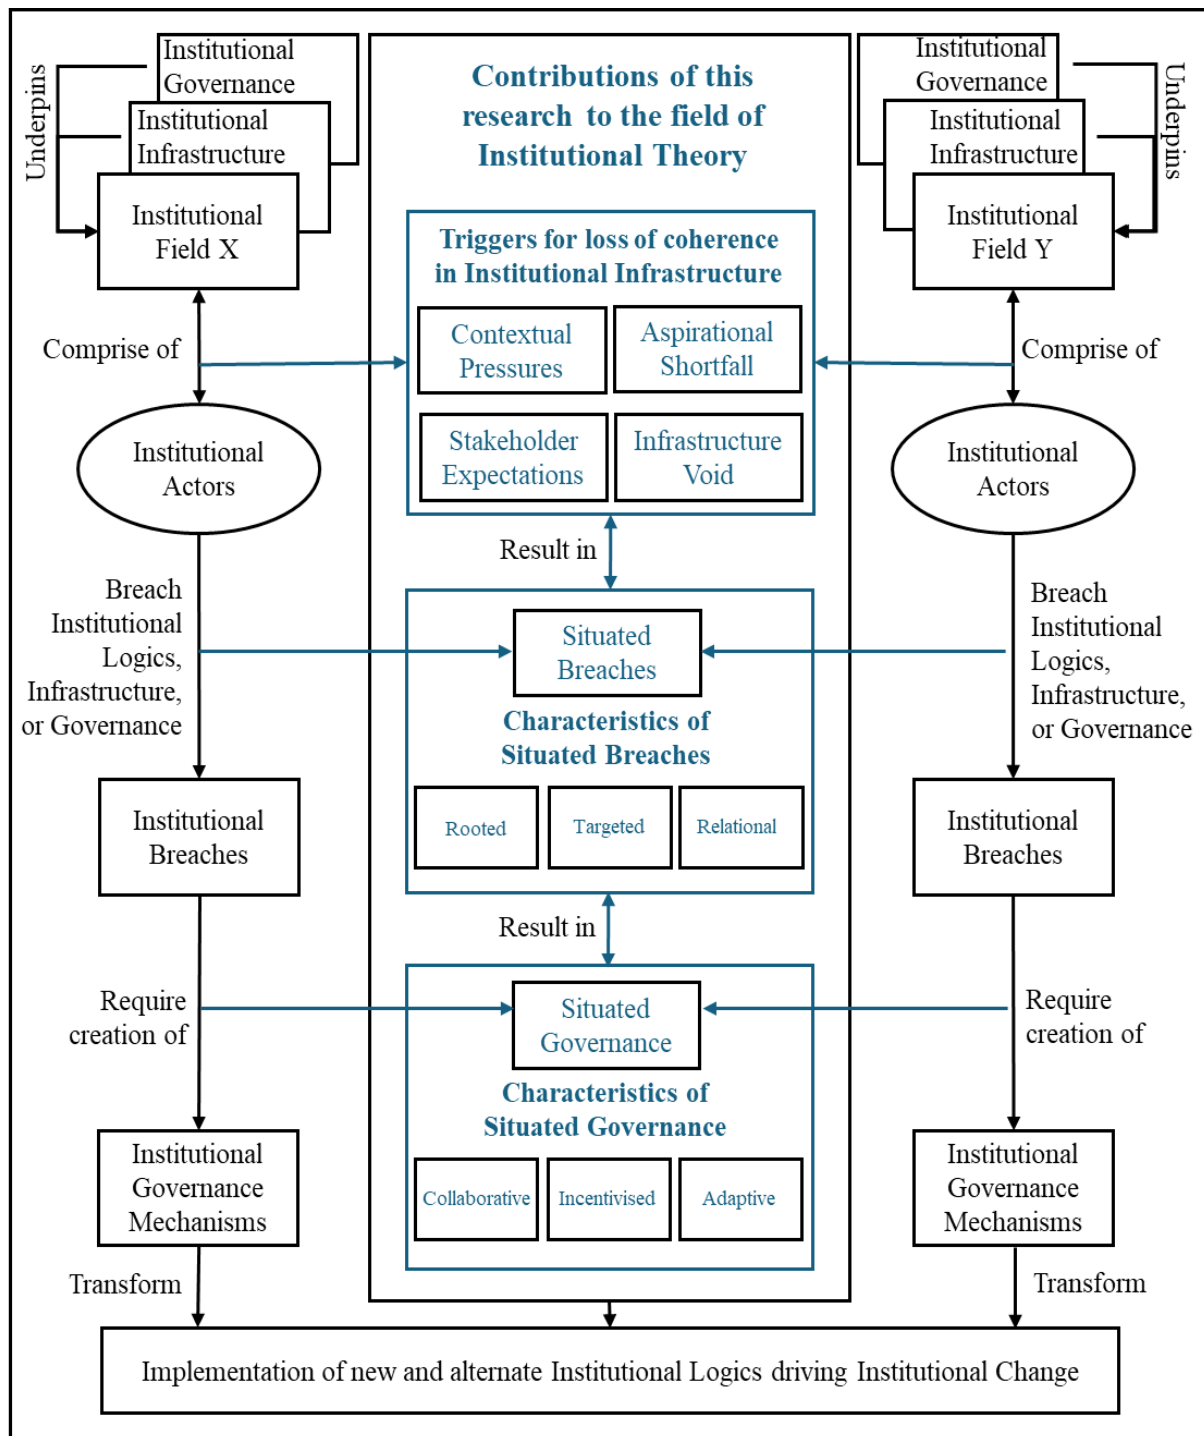 Institutional
Governance
Institutional
Infrastructure
Institutional
Field X
Underpins
Comprise of
Institutional
Actors
Breach
Institutional
Logics,
Infrastructure,
or Governance
Institutional
Breaches
Require
creation of
Institutional
Governance
Mechanisms
Transform
Contributions of this
research to the field of
Institutional Theory
Triggers for loss of coherence
in Institutional Infrastructure
Contextual
Pressures
Aspirational
Shortfall
Stakeholder
Expectations
Infrastructure
Void
Result in
Situated
Breaches
Characteristics of
Situated Breaches
Rooted
Targeted
Relational
Result in
Situated
Governance
Characteristics of
Situated Governance
Collaborative
Incentivised
Adaptive
Institutional
Governance
Institutional
Infrastructure
Institutional
Field Y
Underpins
Comprise of
Institutional
Actors
Breach
Institutional
Logics,
Infrastructure,
or Governance
Institutional
Breaches
Require
creation of
Institutional
Governance
Mechanisms
Transform
Implementation of new and alternate Institutional Logics driving Institutional Change